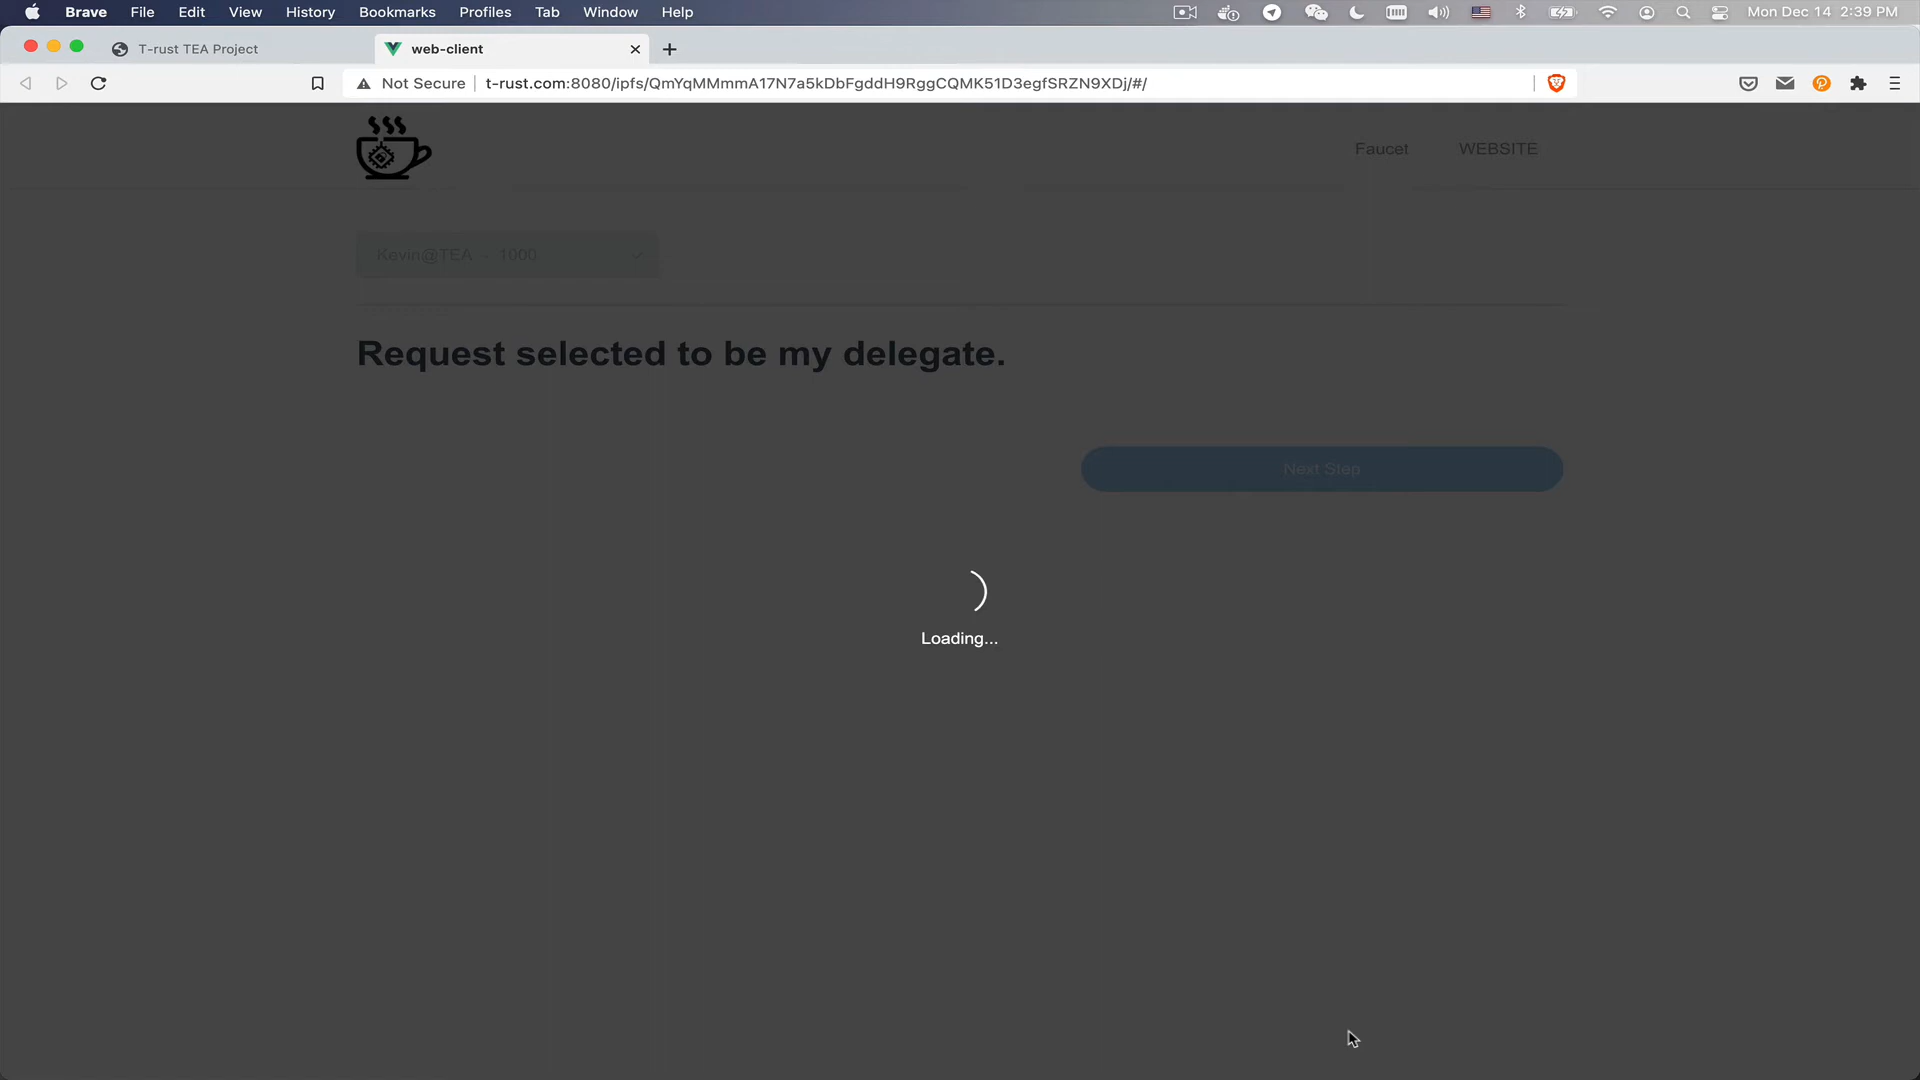 Brave File Edit View History Bookmarks Profiles Tab Window Help Mon Dec 14 2:39 PM
T-rust TEA Project web-client
Not Secure t-rust.com:8080/ipfs/QmYqMMmmA17N7a5kDbFgddH9RggCQMK51D3egfSRZN9XDj/#/
Faucet WEBSITE
Kevin@TEA - 1000
Request selected to be my delegate.
Next Step
Loading...